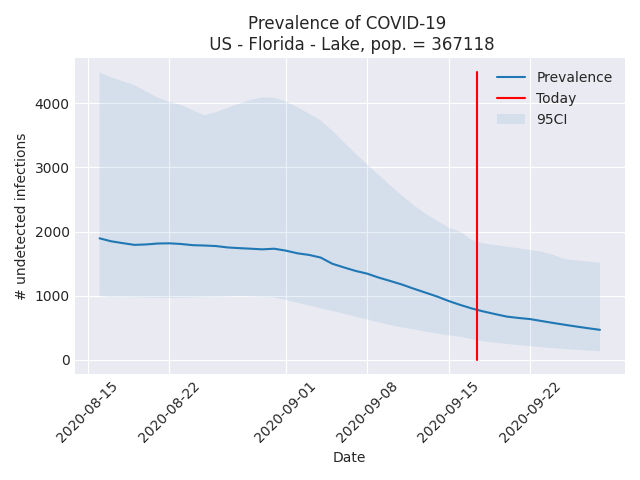 Prevalence of COVID-19
US - Florida - Lake, pop. = 367118
Prevalence
Today
95CI
# undetected infections
4000
3000
2000
1000
0
2020-08-15
2020-08-22
2020-09-01
2020-09-08
2020-09-15
2020-09-22
Date